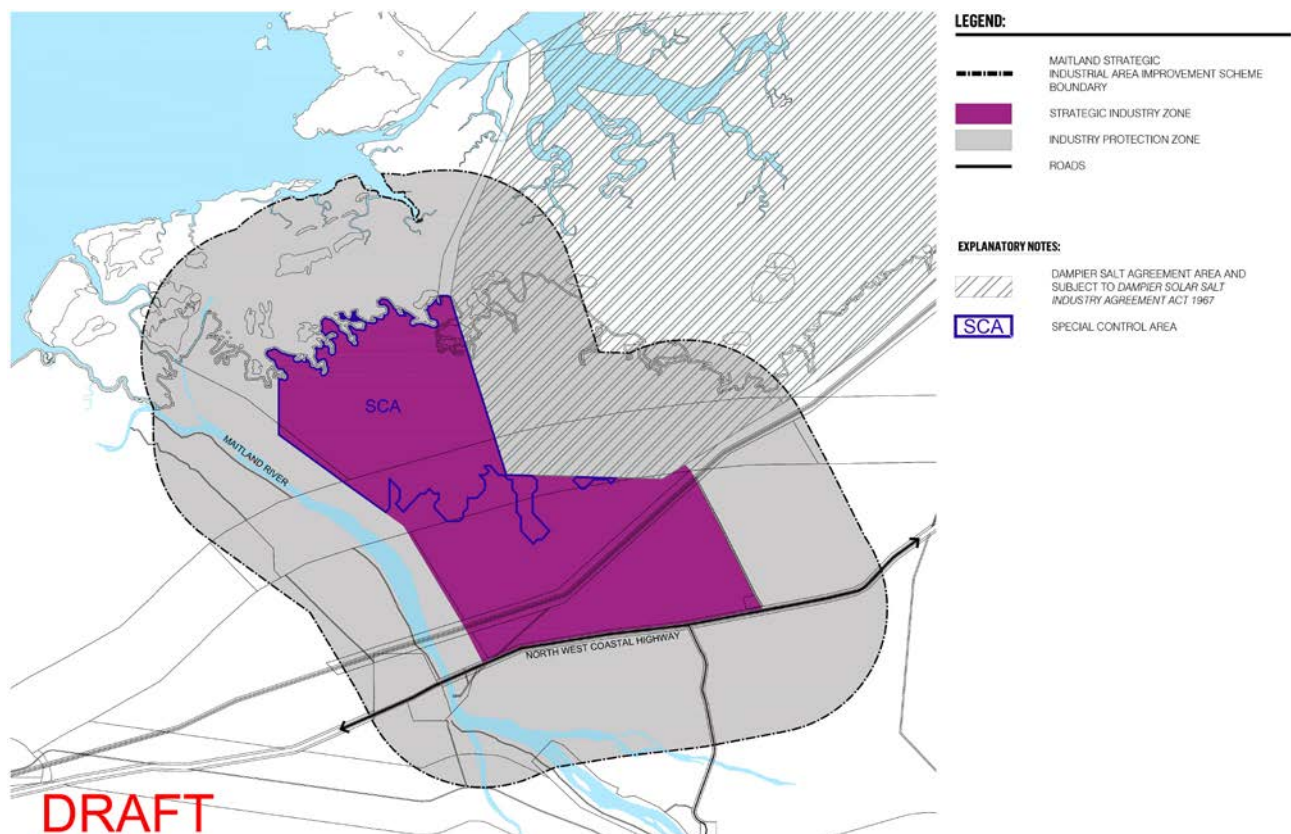 LEGEND:
MAITLAND STRATEGIC
INDUSTRIAL AREA IMPROVEMENT SCHEME
BOUNDARY
STRATEGIC INDUSTRY ZONE
INDUSTRY PROTECTION ZONE
ROADS
EXPLANATORY NOTES:
DAMPIER SALT AGREEMENT AREA AND
SUBJECT TO DAMPIER SOLAR SALT
INDUSTRY AGREEMENT ACT 1967
SCA
SPECIAL CONTROL AREA
SCA
MAITLAND RIVER
NORTH WEST COASTAL HIGHWAY
DRAFT